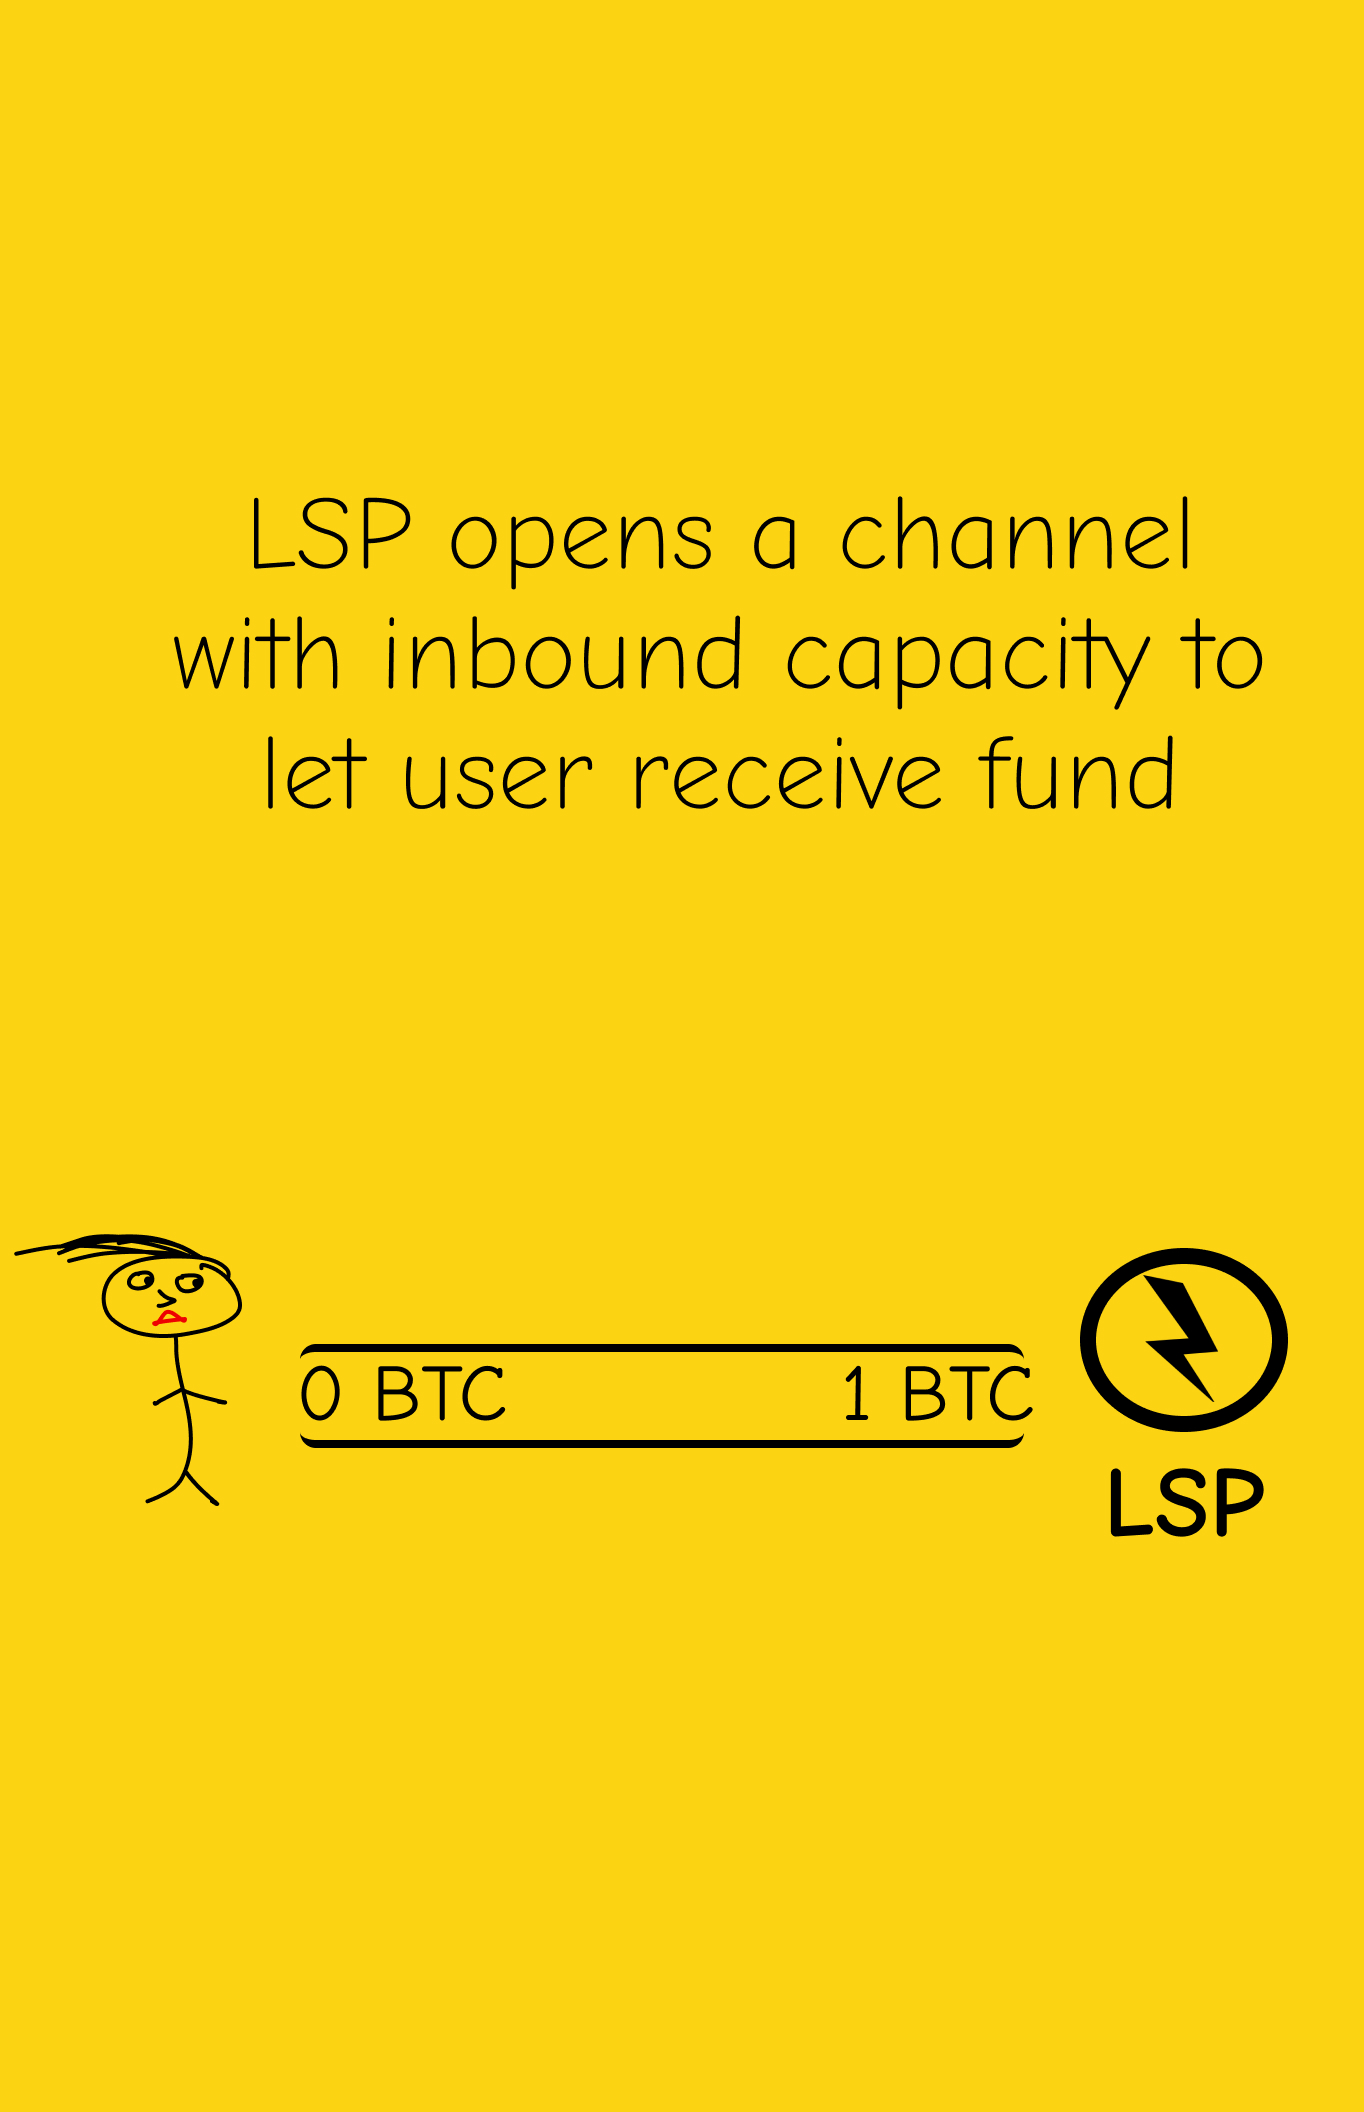 LSP opens a channel
with inbound capacity to
let user receive fund
0 BTC 1 BTC
LSP